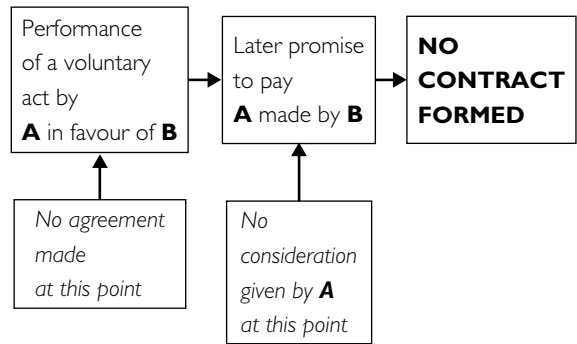 Performance
of a voluntary
act by
A in favour of B
Later promise
to pay
A made by B
NO
CONTRACT
FORMED
No agreement
made
at this point
No
consideration
given by A
at this point